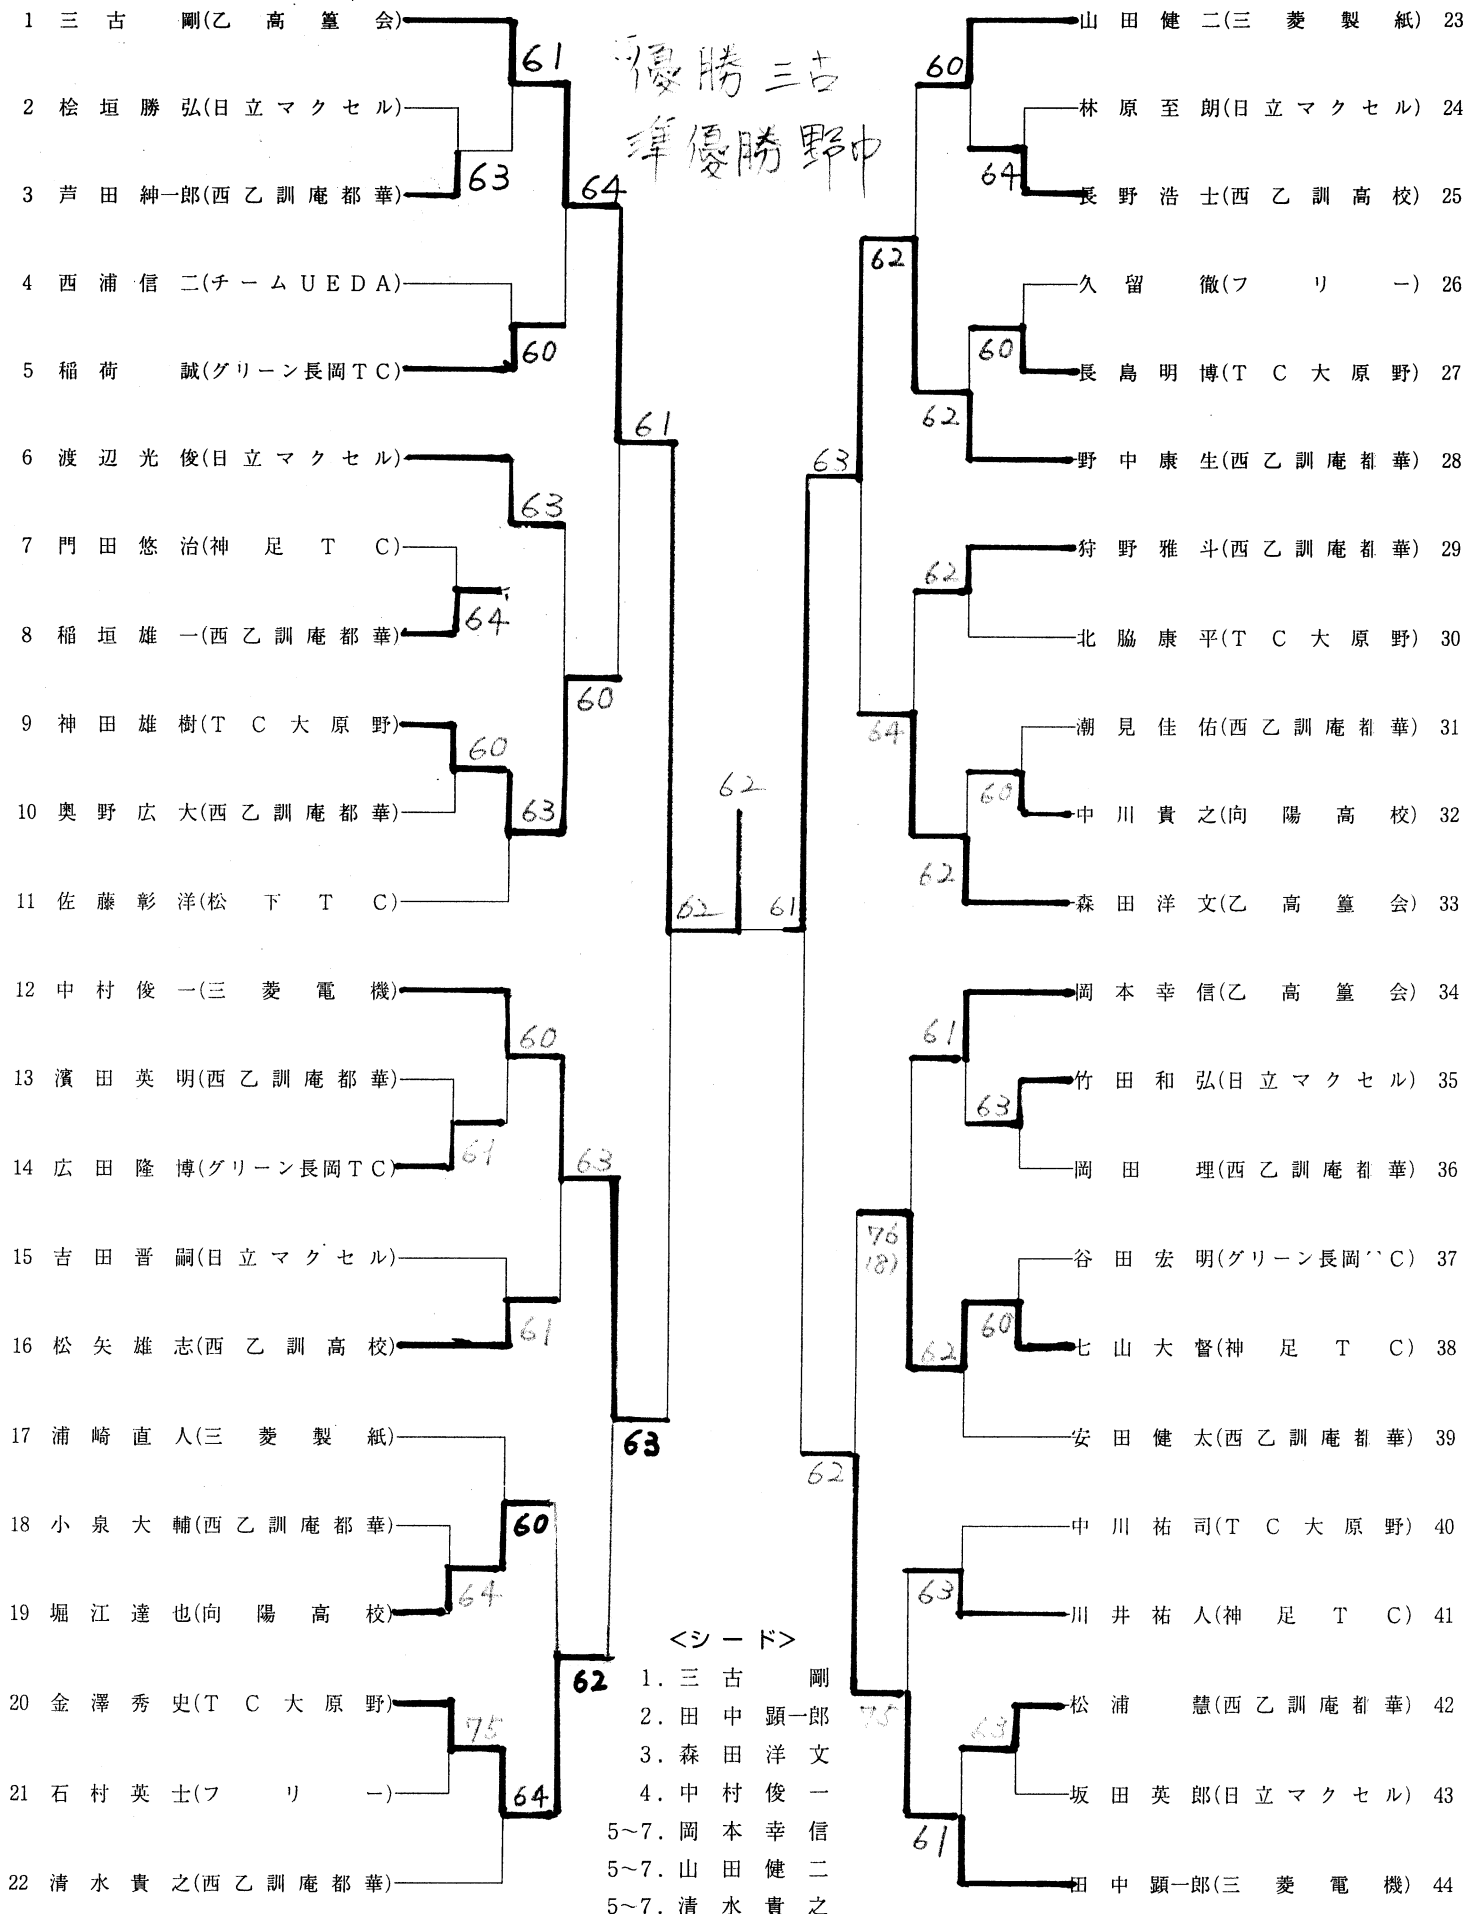 優勝 三古
準優勝 野中
1 三古 剛(乙高篁会)
61
2 桧垣勝弘(日立マクセル)
63
3 芦田紳一郎(西乙訓庵都華)
64
4 西浦信二(チームUEDA)
60
5 稲荷 誠(グリーン長岡TC)
61
6 渡辺光俊(日立マクセル)
63
7 門田悠治(神足TC)
64
8 稲垣雄一(西乙訓庵都華)
60
9 神田雄樹(TC大原野)
60
10 奥野広大(西乙訓庵都華)
63
11 佐藤彰洋(松下TC)
62
62
61
12 中村俊一(三菱電機)
60
13 濱田英明(西乙訓庵都華)
61
14 広田隆博(グリーン長岡TC)
63
15 吉田晋嗣(日立マクセル)
61
16 松矢雄志(西乙訓高校)
63
17 浦崎直人(三菱製紙)
60
18 小泉大輔(西乙訓庵都華)
64
19 堀江達也(向陽高校)
62
20 金澤秀史(TC大原野)
75
21 石村英士(フリー)
64
22 清水貴之(西乙訓庵都華)
山田健二(三菱製紙) 23
60
林原至朗(日立マクセル) 24
64
長野浩士(西乙訓高校) 25
62
久留 徹(フリー) 26
60
長島明博(TC大原野) 27
62
野中康生(西乙訓庵都華) 28
63
狩野雅斗(西乙訓庵都華) 29
62
北脇康平(TC大原野) 30
64
潮見佳佑(西乙訓庵都華) 31
60
中川貴之(向陽高校) 32
62
森田洋文(乙高篁会) 33
岡本幸信(乙高篁会) 34
61
竹田和弘(日立マクセル) 35
63
岡田 理(西乙訓庵都華) 36
76
(8)
谷田宏明(グリーン長岡 C) 37
60
七山大督(神足TC) 38
62
安田健太(西乙訓庵都華) 39
62
中川祐司(TC大原野) 40
63
川井祐人(神足TC) 41
75
松浦 慧(西乙訓庵都華) 42
63
坂田英郎(日立マクセル) 43
61
田中顕一郎(三菱電機) 44
<シード>
1. 三古 剛
2. 田中顕一郎
3. 森田洋文
4. 中村俊一
5~7. 岡本幸信
5~7. 山田健二
5~7. 清水貴之